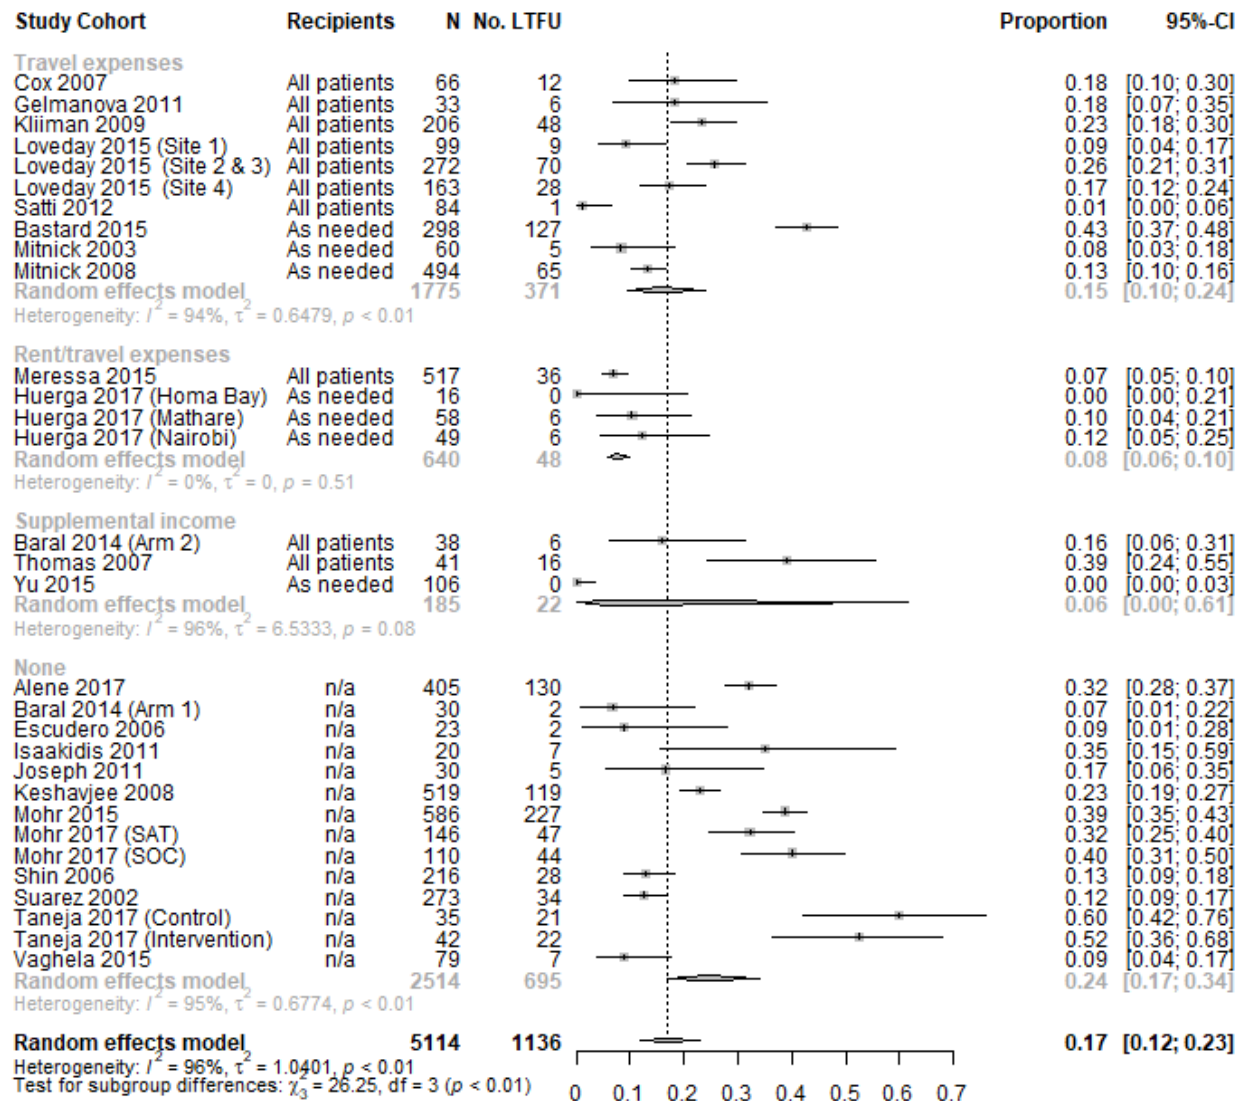 Study Cohort Recipients N No. LTFU Proportion 95%-CI
Travel expenses
Cox 2007 All patients 66 12 0.18 [0.10; 0.30]
Gelmanova 2011 All patients 33 6 0.18 [0.07; 0.35]
Kliiman 2009 All patients 206 48 0.23 [0.18; 0.30]
Loveday 2015 (Site 1) All patients 99 9 0.09 [0.04; 0.17]
Loveday 2015 (Site 2 & 3) All patients 272 70 0.26 [0.21; 0.31]
Loveday 2015 (Site 4) All patients 163 28 0.17 [0.12; 0.24]
Satti 2012 All patients 84 1 0.01 [0.00; 0.06]
Bastard 2015 As needed 298 127 0.43 [0.37; 0.48]
Mitnick 2003 As needed 60 5 0.08 [0.03; 0.18]
Mitnick 2008 As needed 494 65 0.13 [0.10; 0.16]
Random effects model 1775 371 0.15 [0.10; 0.24]
Heterogeneity: I² = 94%, τ² = 0.6479, p < 0.01
Rent/travel expenses
Meressa 2015 All patients 517 36 0.07 [0.05; 0.10]
Huerga 2017 (Homa Bay) As needed 16 0 0.00 [0.00; 0.21]
Huerga 2017 (Mathare) As needed 58 6 0.10 [0.04; 0.21]
Huerga 2017 (Nairobi) As needed 49 6 0.12 [0.05; 0.25]
Random effects model 640 48 0.08 [0.06; 0.10]
Heterogeneity: I² = 0%, τ² = 0, p = 0.51
Supplemental income
Baral 2014 (Arm 2) All patients 38 6 0.16 [0.06; 0.31]
Thomas 2007 All patients 41 16 0.39 [0.24; 0.55]
Yu 2015 As needed 106 0 0.00 [0.00; 0.03]
Random effects model 185 22 0.06 [0.00; 0.61]
Heterogeneity: I² = 96%, τ² = 6.5333, p = 0.08
None
Alene 2017 n/a 405 130 0.32 [0.28; 0.37]
Baral 2014 (Arm 1) n/a 30 2 0.07 [0.01; 0.22]
Escudero 2006 n/a 23 2 0.09 [0.01; 0.28]
Isaakidis 2011 n/a 20 7 0.35 [0.15; 0.59]
Joseph 2011 n/a 30 5 0.17 [0.06; 0.35]
Keshavjee 2008 n/a 519 119 0.23 [0.19; 0.27]
Mohr 2015 n/a 586 227 0.39 [0.35; 0.43]
Mohr 2017 (SAT) n/a 146 47 0.32 [0.25; 0.40]
Mohr 2017 (SOC) n/a 110 44 0.40 [0.31; 0.50]
Shin 2006 n/a 216 28 0.13 [0.09; 0.18]
Suarez 2002 n/a 273 34 0.12 [0.09; 0.17]
Taneja 2017 (Control) n/a 35 21 0.60 [0.42; 0.76]
Taneja 2017 (Intervention) n/a 42 22 0.52 [0.36; 0.68]
Vaghela 2015 n/a 79 7 0.09 [0.04; 0.17]
Random effects model 2514 695 0.24 [0.17; 0.34]
Heterogeneity: I² = 95%, τ² = 0.6774, p < 0.01
Random effects model 5114 1136 0.17 [0.12; 0.23]
Heterogeneity: I² = 96%, τ² = 1.0401, p < 0.01
Test for subgroup differences: χ²₃ = 26.25, df = 3 (p < 0.01)
0 0.1 0.2 0.3 0.4 0.5 0.6 0.7